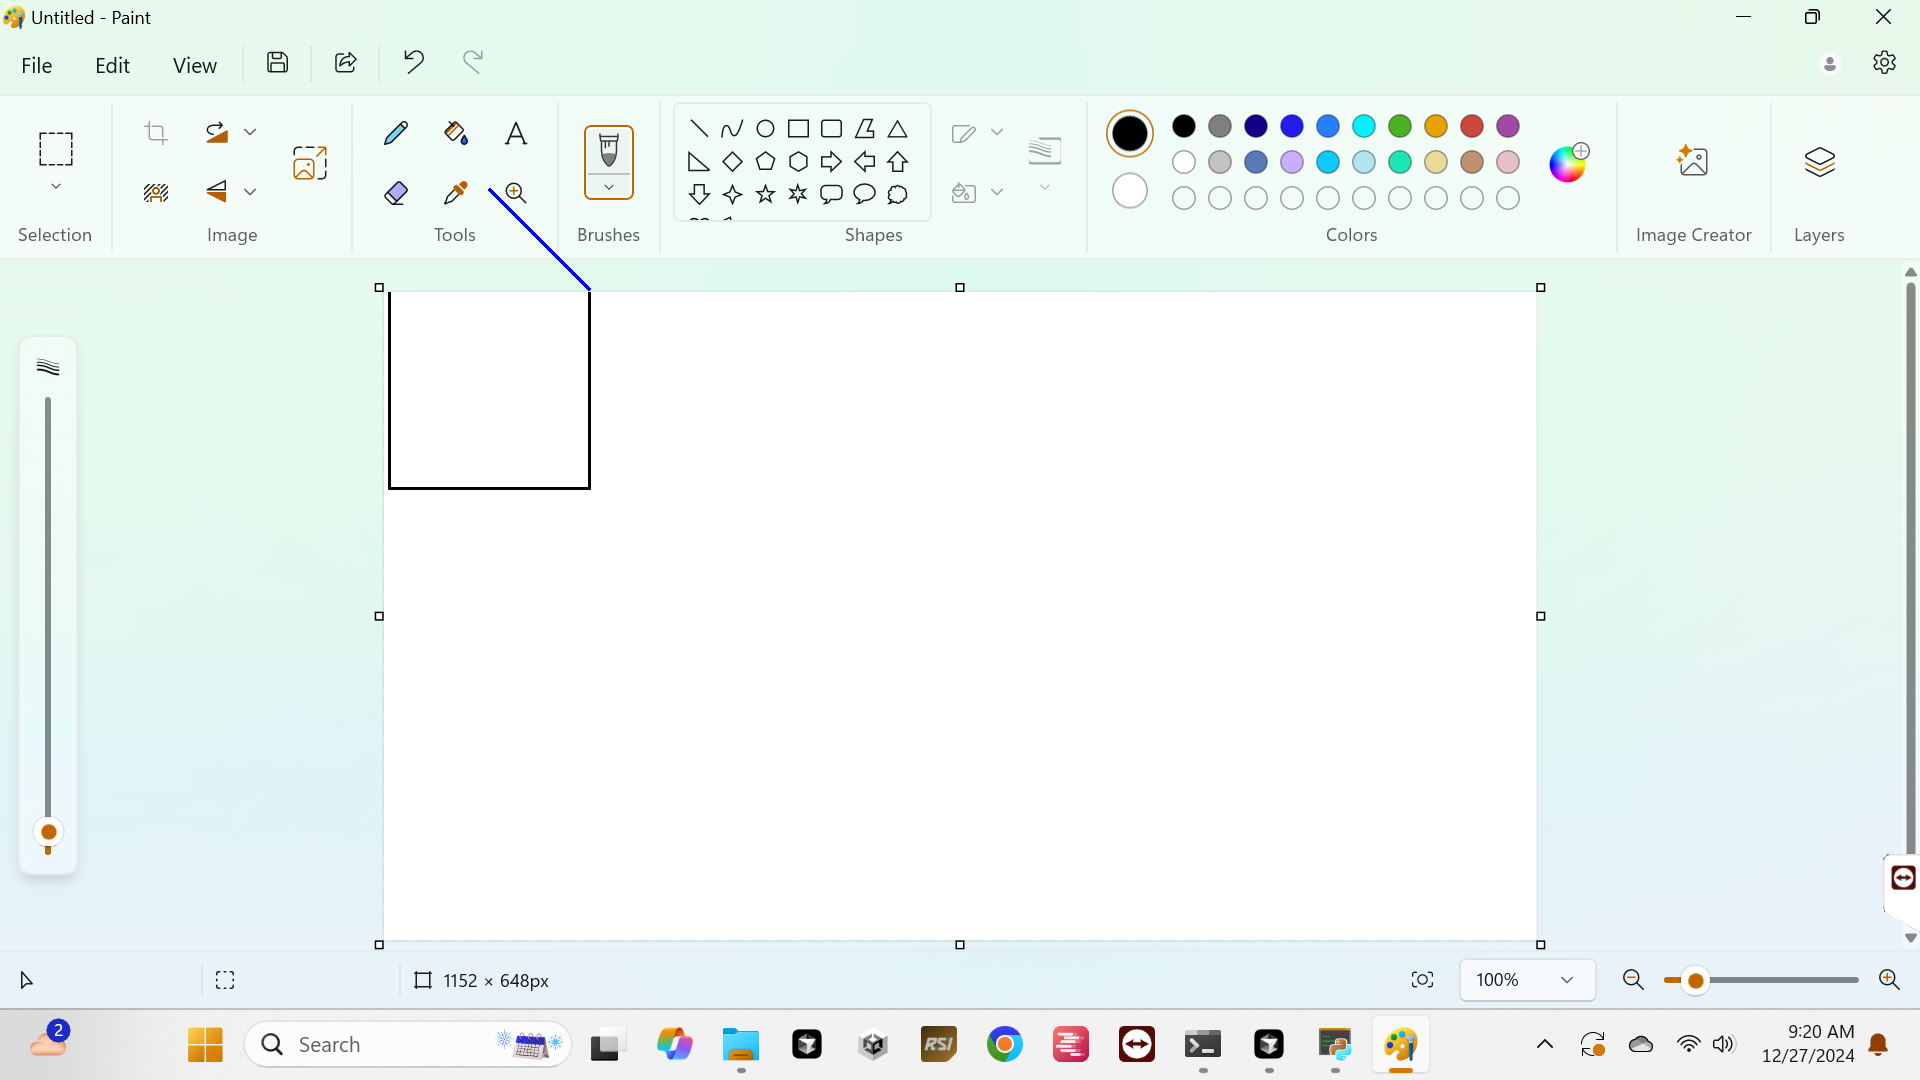 Untitled - Paint
File Edit View
Selection Image Tools Brushes Shapes Colors Image Creator Layers
1152 × 648px 100%
2 Search RSI 9:20 AM
12/27/2024